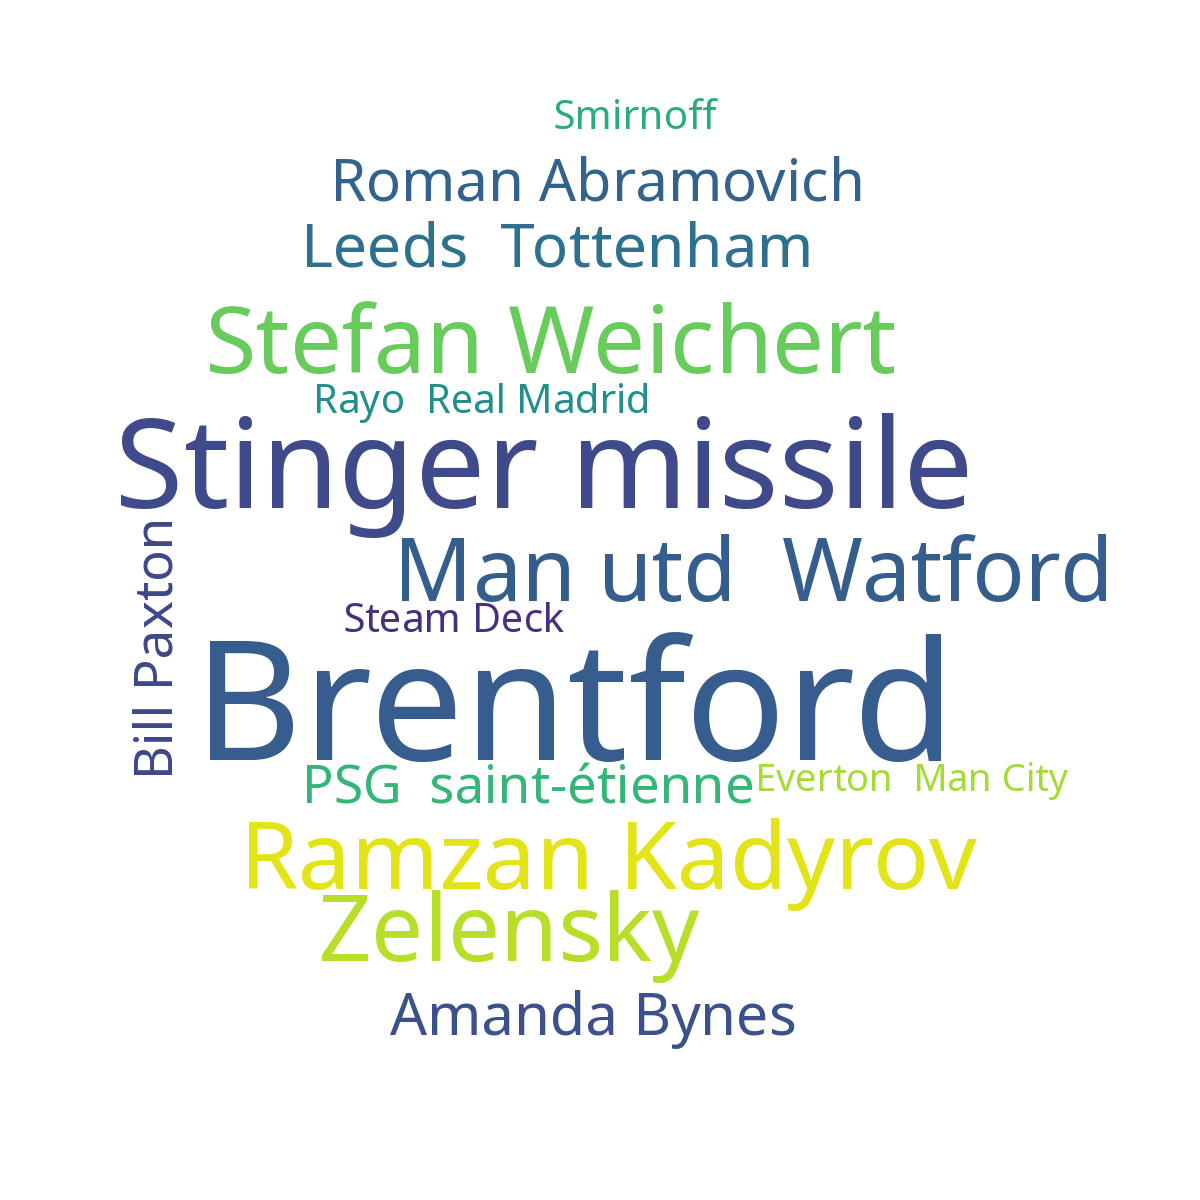 Smirnoff
Roman Abramovich
Leeds  Tottenham
Stefan Weichert
Rayo  Real Madrid
Stinger missile
Man utd  Watford
Bill Paxton
Steam Deck
Brentford
PSG  saint-étienne
Everton  Man City
Ramzan Kadyrov
Zelensky
Amanda Bynes